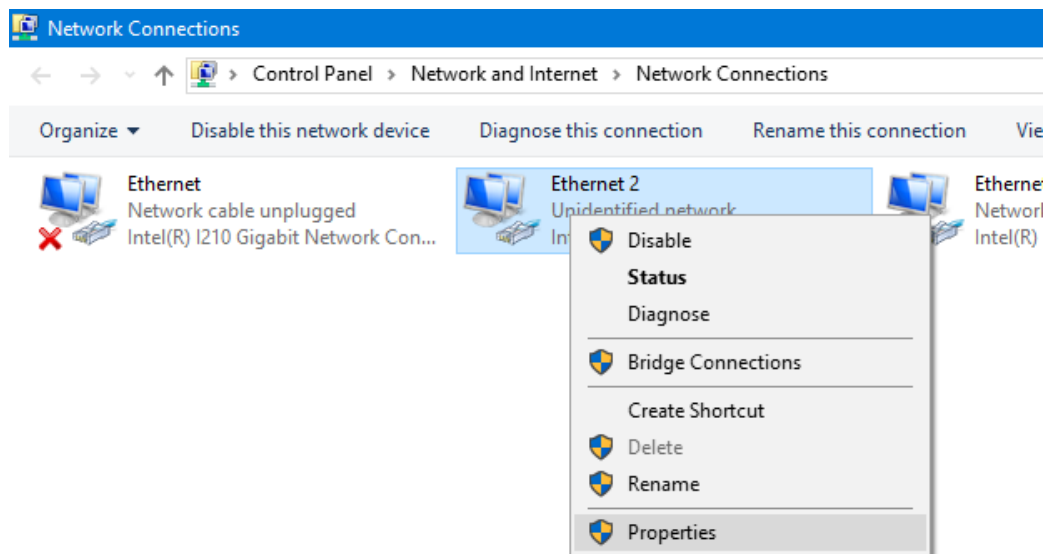 Network Connections
Control Panel > Network and Internet > Network Connections
Organize Disable this network device Diagnose this connection Rename this connection
Ethernet
Network cable unplugged
Intel(R) I210 Gigabit Network Con...
Ethernet 2
Unidentified network
Disable
Status
Diagnose
Bridge Connections
Create Shortcut
Delete
Rename
Properties
Intel(R)